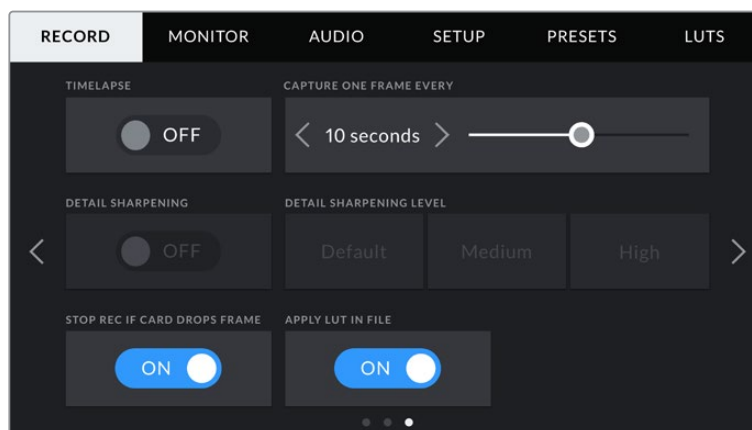 RECORD MONITOR AUDIO SETUP PRESETS LUTS
TIMELAPSE CAPTURE ONE FRAME EVERY
OFF 10 seconds
DETAIL SHARPENING DETAIL SHARPENING LEVEL
OFF Default Medium High
STOP REC IF CARD DROPS FRAME APPLY LUT IN FILE
ON ON